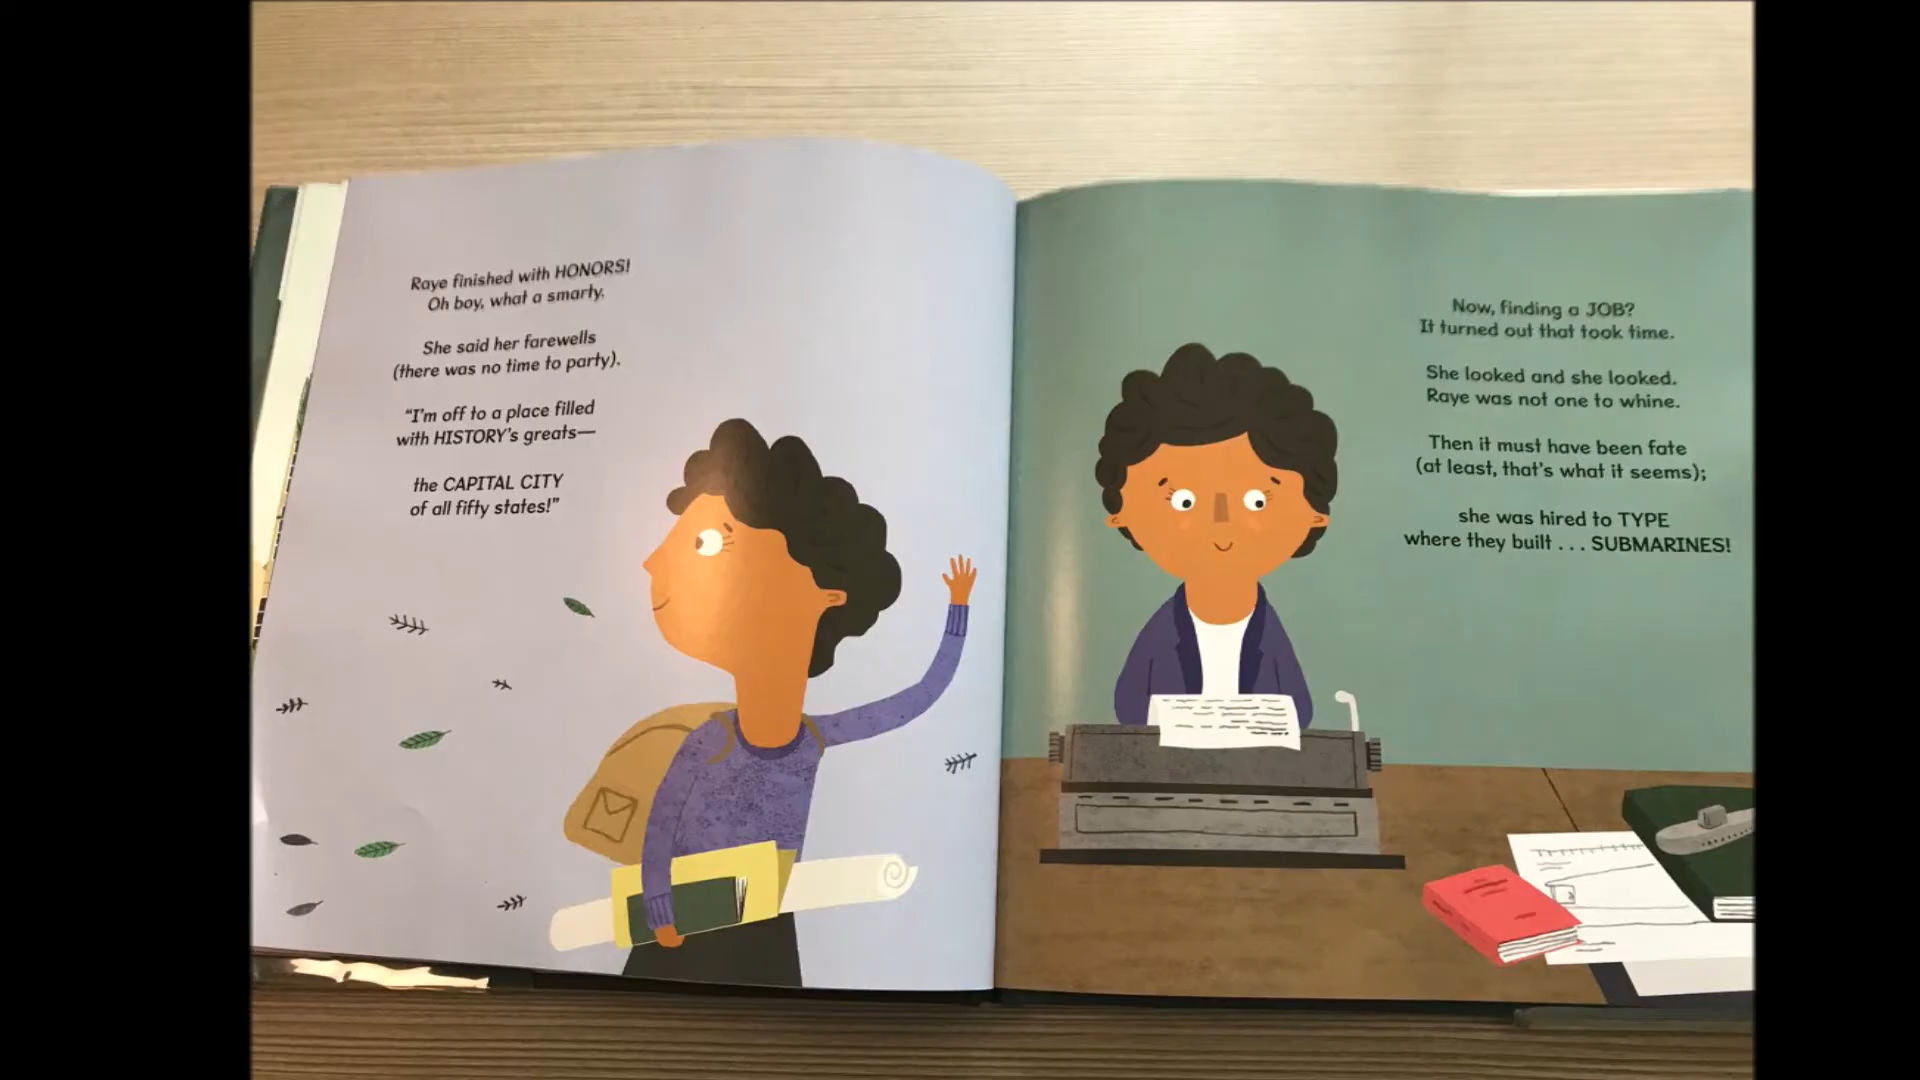 Raye finished with HONORS!
Oh boy, what a smarty.
She said her farewells
(there was no time to party).
“I'm off to a place filled
with HISTORY's greats—
the CAPITAL CITY
of all fifty states!”
Now, finding a JOB?
It turned out that took time.
She looked and she looked.
Raye was not one to whine.
Then it must have been fate
(at least, that's what it seems);
she was hired to TYPE
where they built . . . SUBMARINES!